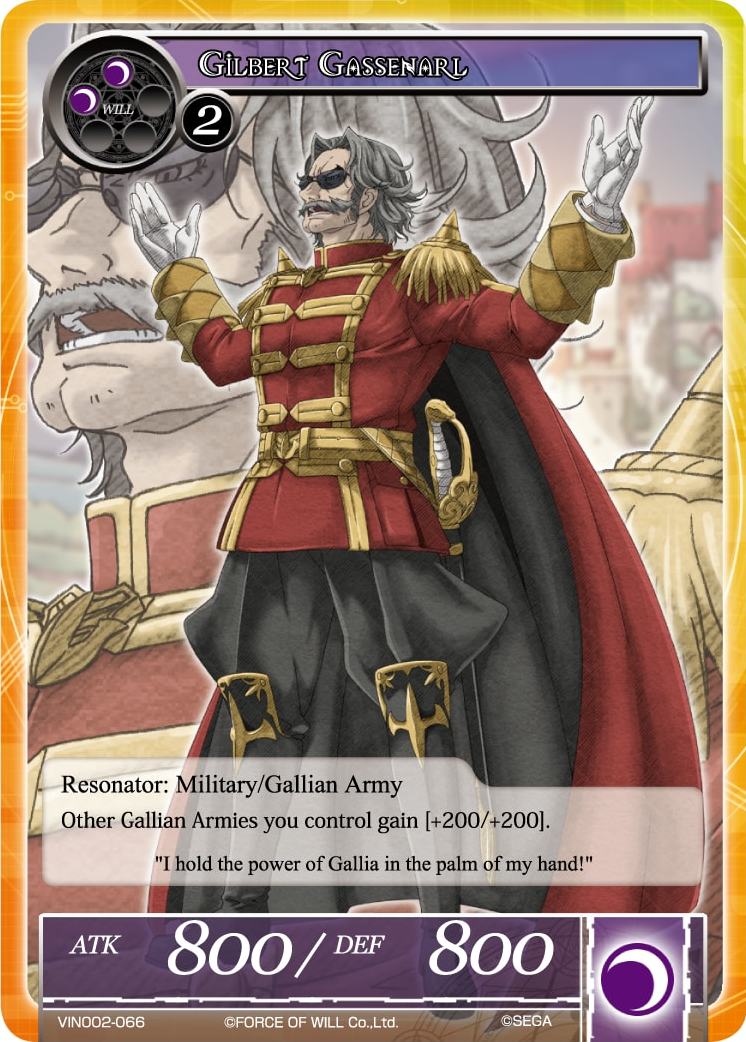 Gilbert Gassenarl
WILL
2
Resonator: Military/Gallian Army
Other Gallian Armies you control gain [+200/+200].
"I hold the power of Gallia in the palm of my hand!"
ATK 800 / DEF 800
VIN002-066 ©FORCE OF WILL Co.,Ltd. ©SEGA